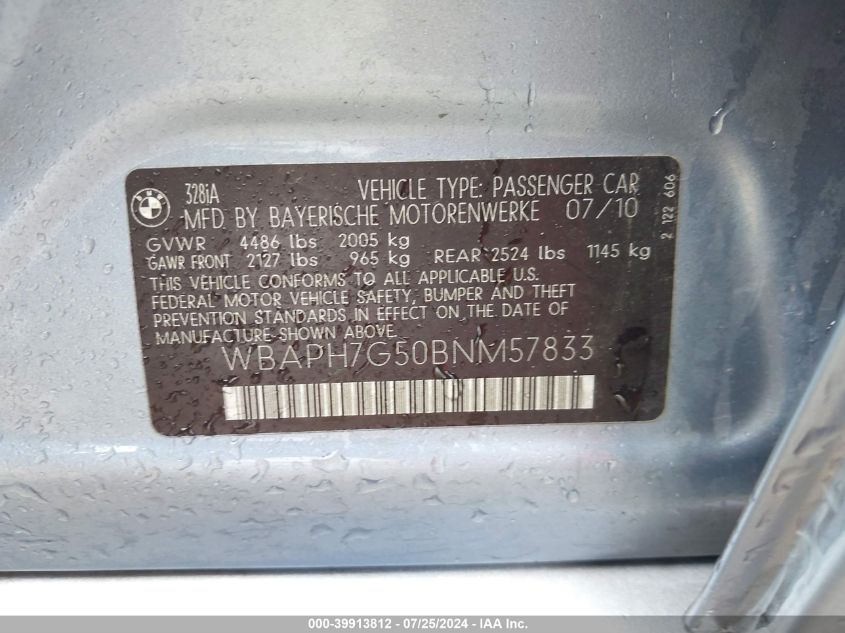 BMW
328iA VEHICLE TYPE: PASSENGER CAR
MFD. BY BAYERISCHE MOTORENWERKE 07/10
GVWR 4486 lbs 2005 kg
GAWR FRONT 2127 lbs 965 kg REAR 2524 lbs 1145 kg
THIS VEHICLE CONFORMS TO ALL APPLICABLE U.S.
FEDERAL MOTOR VEHICLE SAFETY, BUMPER AND THEFT
PREVENTION STANDARDS IN EFFECT ON THE DATE OF
MANUFACTURE SHOWN ABOVE.
WBAPH7G50BNM57833
2 122 606
000-39913812 - 07/25/2024 - IAA Inc.